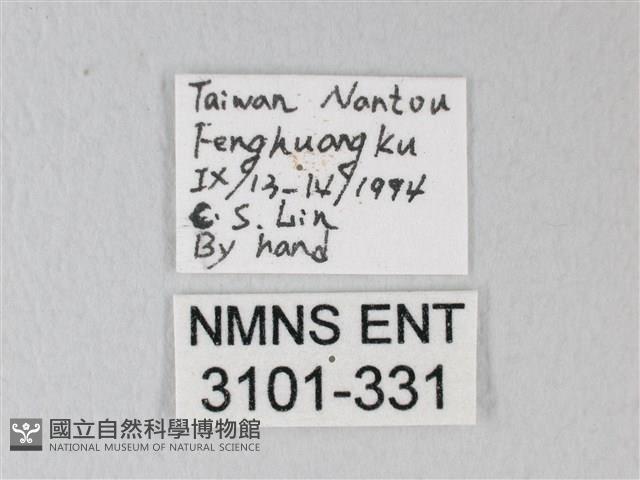 Taiwan Nantou
Fenghuangku
IX/13-14/1994
C. S. Lin
By hand
NMNS ENT
3101-331
國立自然科學博物館
NATIONAL MUSEUM OF NATURAL SCIENCE